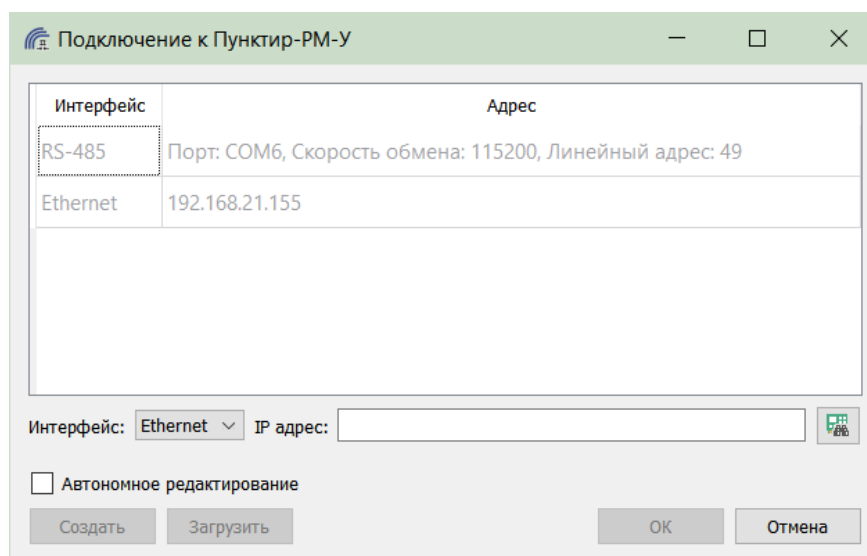 Подключение к Пунктир-РМ-У
Интерфейс Адрес
RS-485 Порт: COM6, Скорость обмена: 115200, Линейный адрес: 49
Ethernet 192.168.21.155
Интерфейс: Ethernet IP адрес:
Автономное редактирование
Создать Загрузить OK Отмена